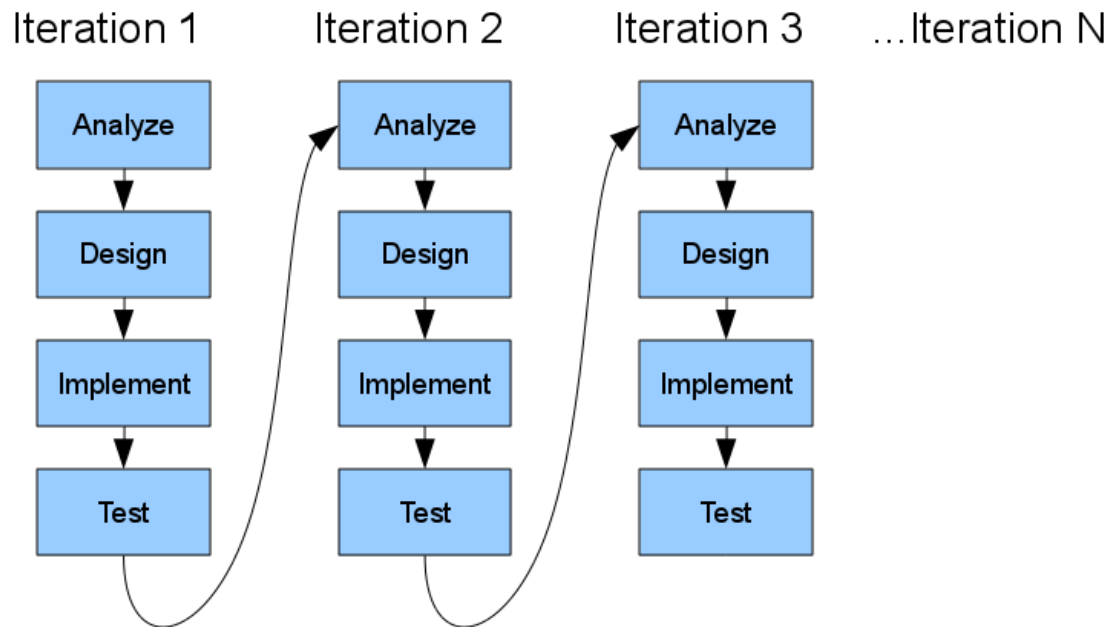 Iteration 1 Iteration 2 Iteration 3 ...Iteration N
Analyze Analyze Analyze
Design Design Design
Implement Implement Implement
Test Test Test